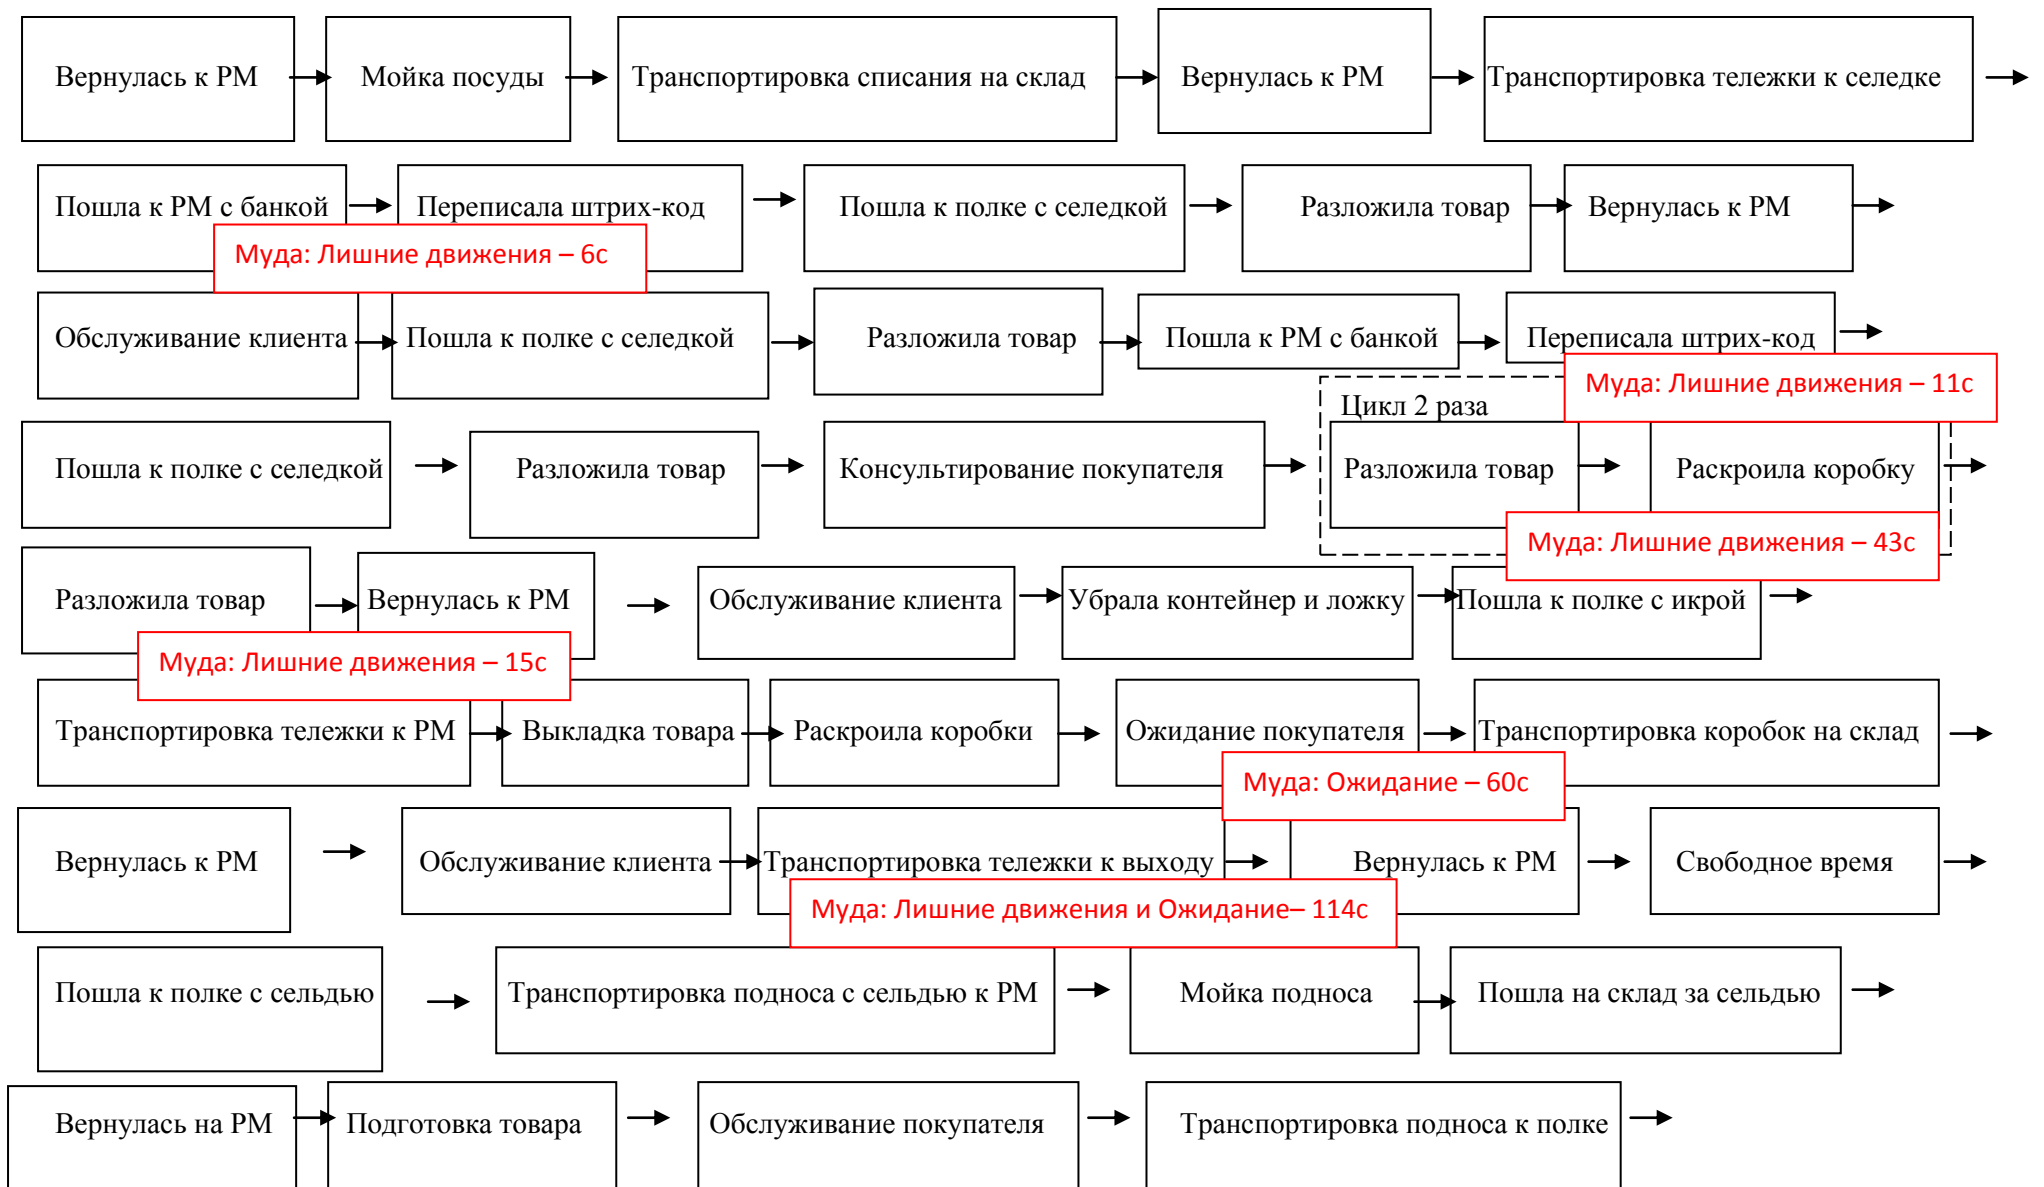 Вернулась к РМ
Мойка посуды
Транспортировка списания на склад
Вернулась к РМ
Транспортировка тележки к селедке
Пошла к РМ с банкой
Переписала штрих-код
Пошла к полке с селедкой
Разложила товар
Вернулась к РМ
Муда: Лишние движения – 6с
Обслуживание клиента
Пошла к полке с селедкой
Разложила товар
Пошла к РМ с банкой
Переписала штрих-код
Муда: Лишние движения – 11с
Цикл 2 раза
Пошла к полке с селедкой
Разложила товар
Консультирование покупателя
Разложила товар
Раскроила коробку
Муда: Лишние движения – 43с
Разложила товар
Вернулась к РМ
Обслуживание клиента
Убрала контейнер и ложку
Пошла к полке с икрой
Муда: Лишние движения – 15с
Транспортировка тележки к РМ
Выкладка товара
Раскроила коробки
Ожидание покупателя
Транспортировка коробок на склад
Муда: Ожидание – 60с
Вернулась к РМ
Обслуживание клиента
Транспортировка тележки к выходу
Вернулась к РМ
Свободное время
Муда: Лишние движения и Ожидание– 114с
Пошла к полке с сельдью
Транспортировка подноса с сельдью к РМ
Мойка подноса
Пошла на склад за сельдью
Вернулась на РМ
Подготовка товара
Обслуживание покупателя
Транспортировка подноса к полке